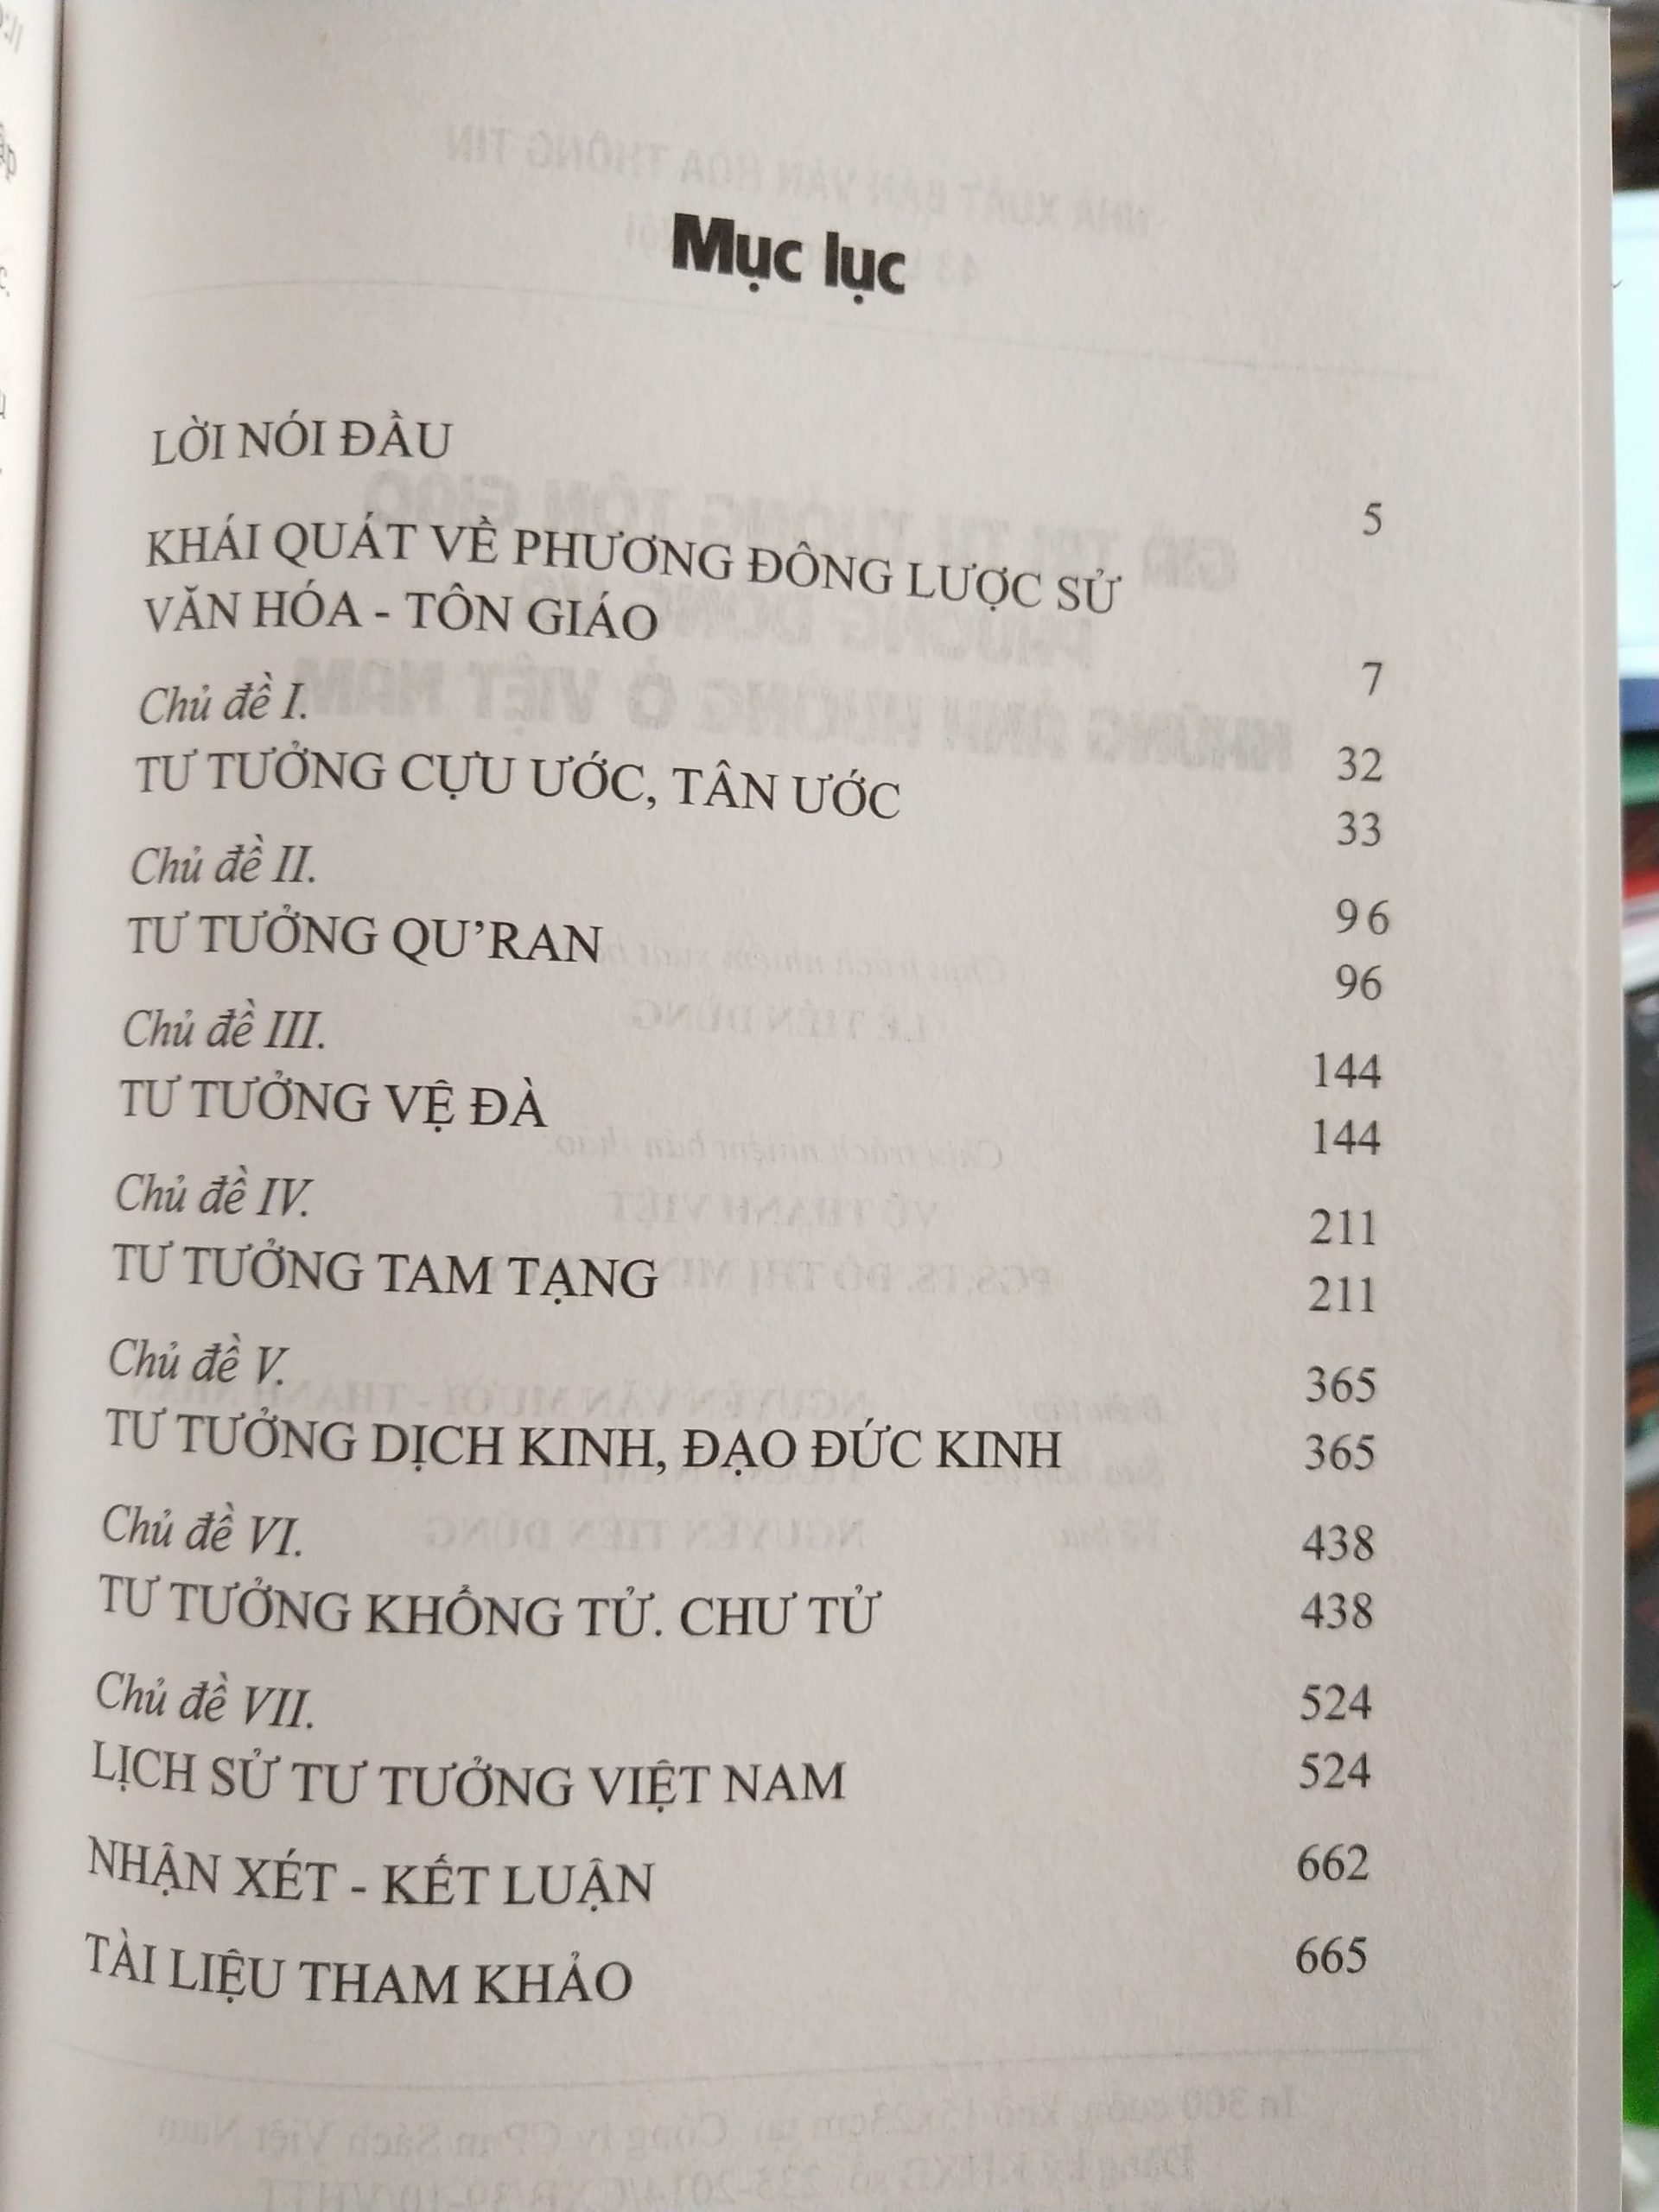 Mục lục
LỜI NÓI ĐẦU 5
KHÁI QUÁT VỀ PHƯƠNG ĐÔNG LƯỢC SỬ
VĂN HÓA - TÔN GIÁO 7
Chủ đề I. 32
TƯ TƯỞNG CỰU ƯỚC, TÂN ƯỚC 33
Chủ đề II. 96
TƯ TƯỞNG QU’RAN 96
Chủ đề III. 144
TƯ TƯỞNG VỆ ĐÀ 144
Chủ đề IV. 211
TƯ TƯỞNG TAM TẠNG 211
Chủ đề V. 365
TƯ TƯỞNG DỊCH KINH, ĐẠO ĐỨC KINH 365
Chủ đề VI. 438
TƯ TƯỞNG KHỔNG TỬ. CHƯ TỬ 438
Chủ đề VII. 524
LỊCH SỬ TƯ TƯỞNG VIỆT NAM 524
NHẬN XÉT - KẾT LUẬN 662
TÀI LIỆU THAM KHẢO 665